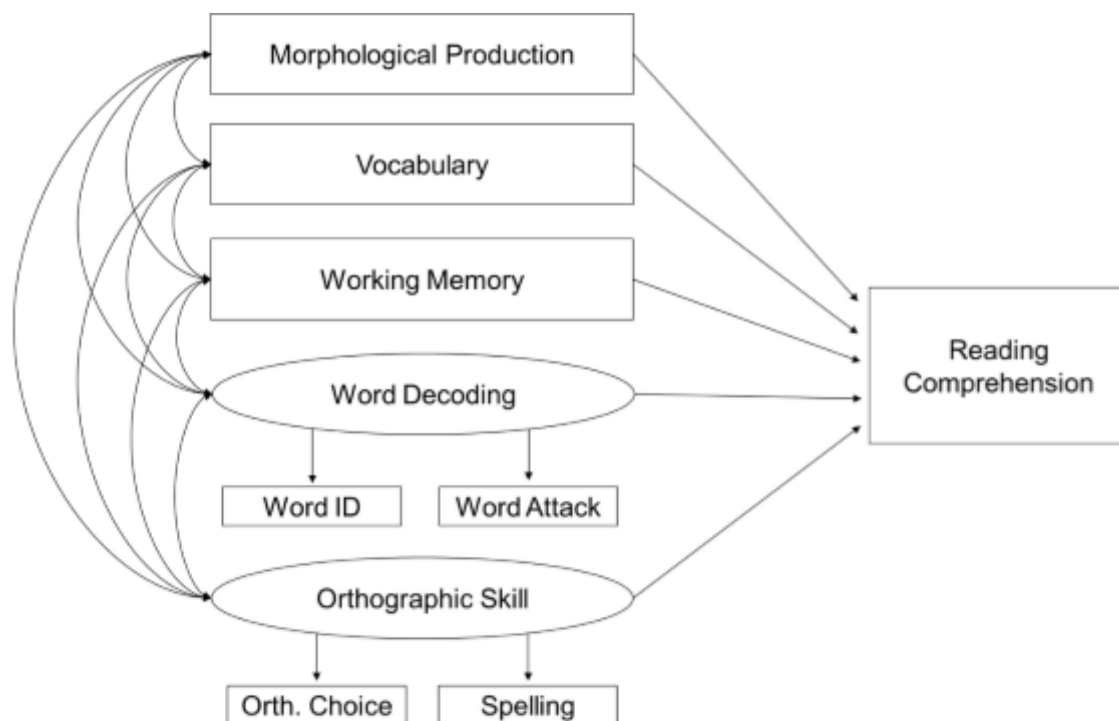 Morphological Production
Vocabulary
Working Memory
Reading
Comprehension
Word Decoding
Word ID
Word Attack
Orthographic Skill
Orth. Choice
Spelling